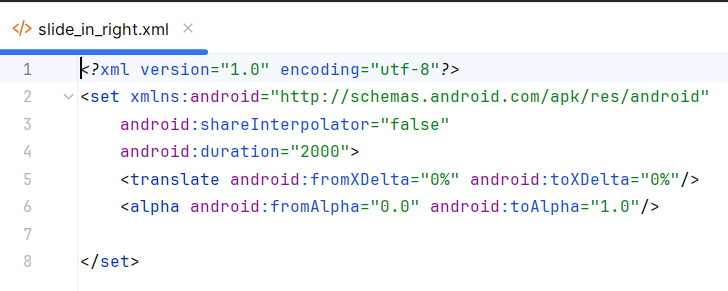 </> slide_in_right.xml ×
1 <?xml version="1.0" encoding="utf-8"?>
2 <set xmlns:android="http://schemas.android.com/apk/res/android"
3     android:shareInterpolator="false"
4     android:duration="2000">
5     <translate android:fromXDelta="0%" android:toXDelta="0%"/>
6     <alpha android:fromAlpha="0.0" android:toAlpha="1.0"/>
7
8 </set>